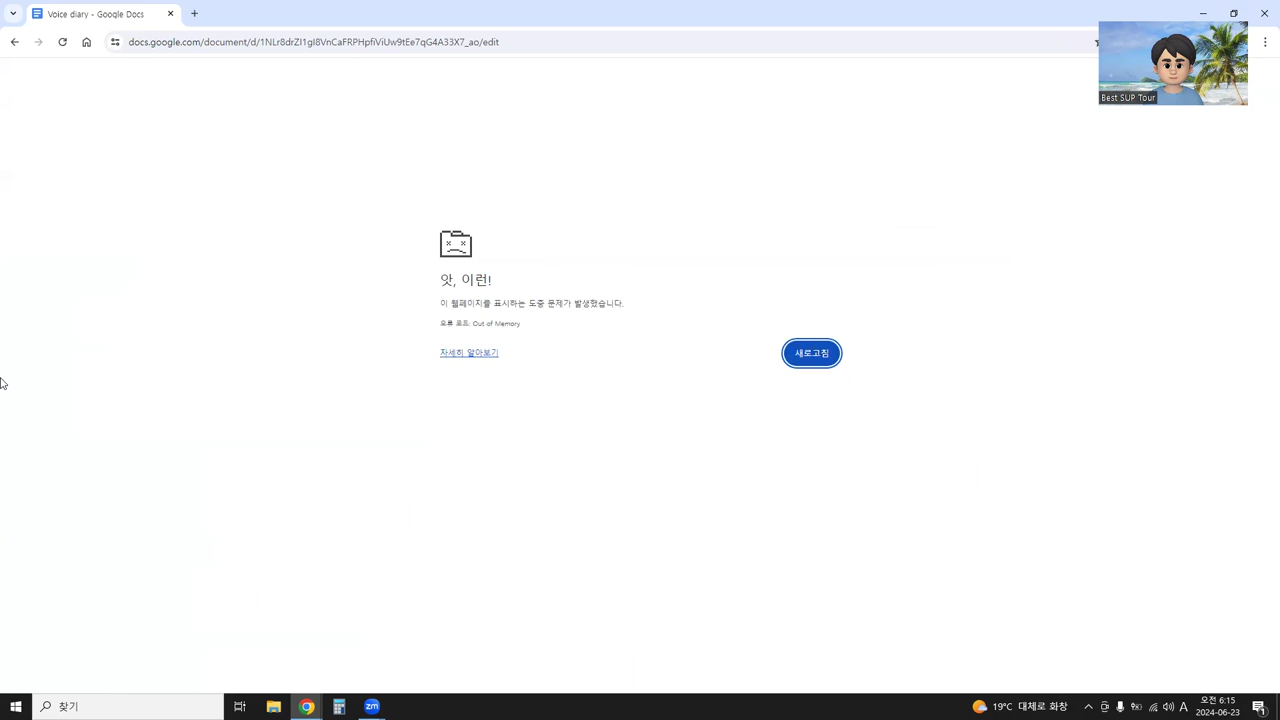 Voice diary - Google Docs
docs.google.com/document/d/1NLr8drZI1gI8VnCaFRPHpfiViUw9tEe7qG4A33X7_ao/edit
Best SUP Tour
앗, 이런!
이 웹페이지를 표시하는 도중 문제가 발생했습니다.
오류 코드: Out of Memory
자세히 알아보기
새로고침
찾기
zm
19°C 대체로 화창
A
오전 6:15
2024-06-23
1